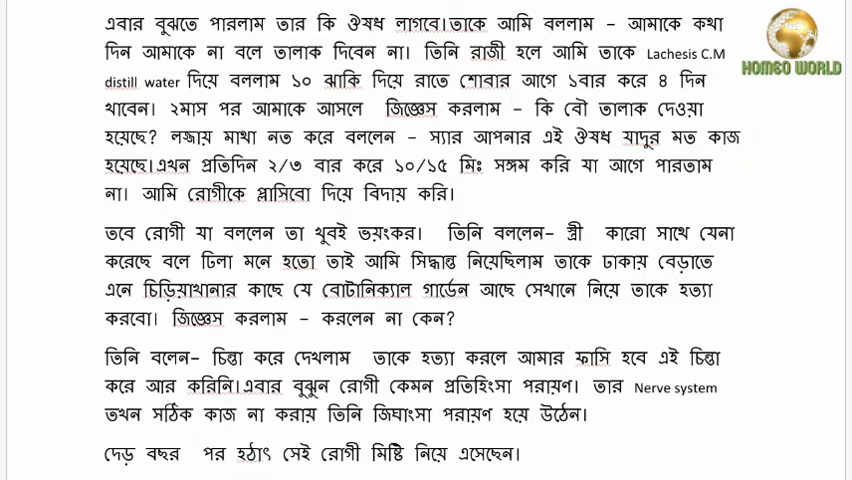 এবার বুঝতে পারলাম তার কি ঔষধ লাগবে।তাকে আমি বললাম – আমাকে কথা
দিন আমাকে না বলে তালাক দিবেন না। তিনি রাজী হলে আমি তাকে Lachesis C.M
distill water দিয়ে বললাম ১০ ঝাকি দিয়ে রাতে শোবার আগে ১বার করে ৪ দিন
খাবেন। ২মাস পর আমাকে আসলে জিজ্ঞেস করলাম – কি বৌ তালাক দেওয়া
হয়েছে? লজ্জায় মাথা নত করে বললেন – স্যার আপনার এই ঔষধ যাদুর মত কাজ
হয়েছে।এখন প্রতিদিন ২/৩ বার করে ১০/১৫ মিঃ সঙ্গম করি যা আগে পারতাম
না। আমি রোগীকে প্লাসিবো দিয়ে বিদায় করি।
তবে রোগী যা বললেন তা খুবই ভয়ংকর। তিনি বললেন– স্ত্রী কারো সাথে যেনা
করেছে বলে ঢিলা মনে হতো তাই আমি সিদ্ধান্ত নিয়েছিলাম তাকে ঢাকায় বেড়াতে
এনে চিড়িয়াখানার কাছে যে বোটানিক্যাল গার্ডেন আছে সেখানে নিয়ে তাকে হত্যা
করবো। জিজ্ঞেস করলাম – করলেন না কেন?
তিনি বলেন– চিন্তা করে দেখলাম তাকে হত্যা করলে আমার ফাসি হবে এই চিন্তা
করে আর করিনি।এবার বুঝুন রোগী কেমন প্রতিহিংসা পরায়ণ। তার Nerve system
তখন সঠিক কাজ না করায় তিনি জিঘাংসা পরায়ণ হয়ে উঠেন।
দেড় বছর পর হঠাৎ সেই রোগী মিষ্টি নিয়ে এসেছেন।
HOMEO WORLD